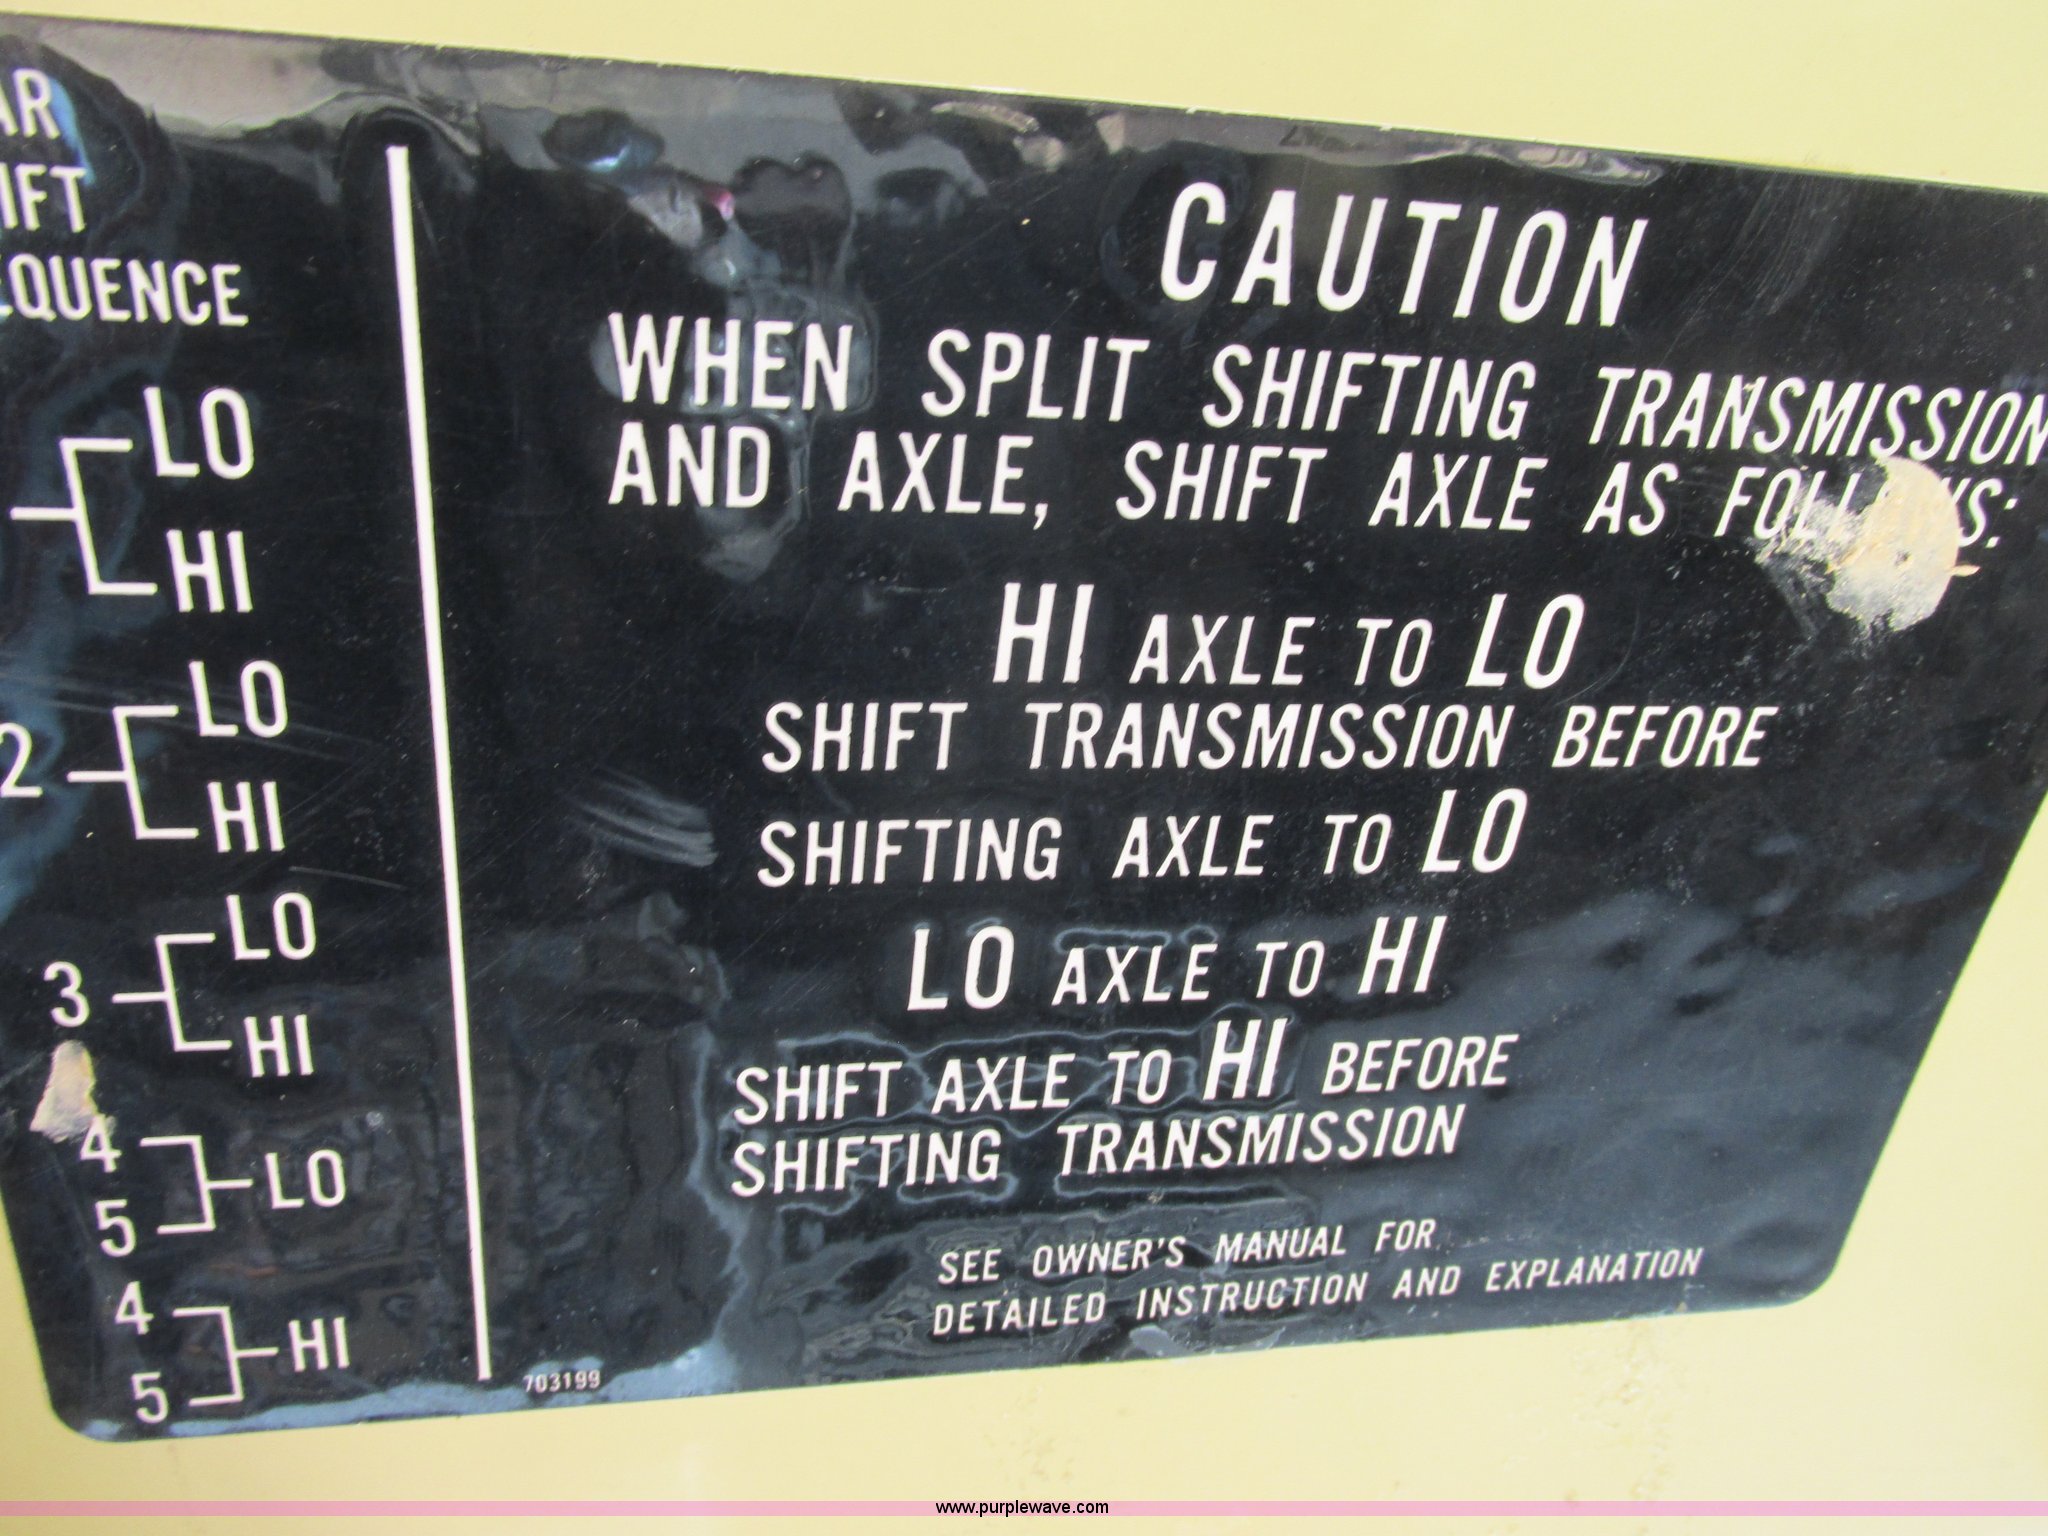 AR
IFT
EQUENCE
LO
HI
2
LO
HI
3
LO
HI
4
5
LO
4
5
HI
CAUTION
WHEN SPLIT SHIFTING TRANSMISSION
AND AXLE, SHIFT AXLE AS
HI AXLE TO LO
SHIFT TRANSMISSION BEFORE
SHIFTING AXLE TO LO
LO AXLE TO HI
SHIFT AXLE TO HI BEFORE
SHIFTING TRANSMISSION
SEE OWNER'S MANUAL FOR
DETAILED INSTRUCTION AND EXPLANATION
703199
www.purplewave.com